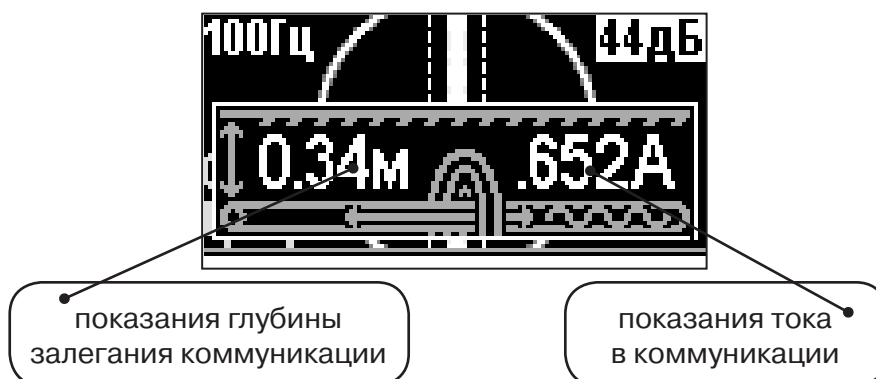 100Гц 44дБ
0.34м .652А
показания глубины
залегания коммуникации
показания тока
в коммуникации